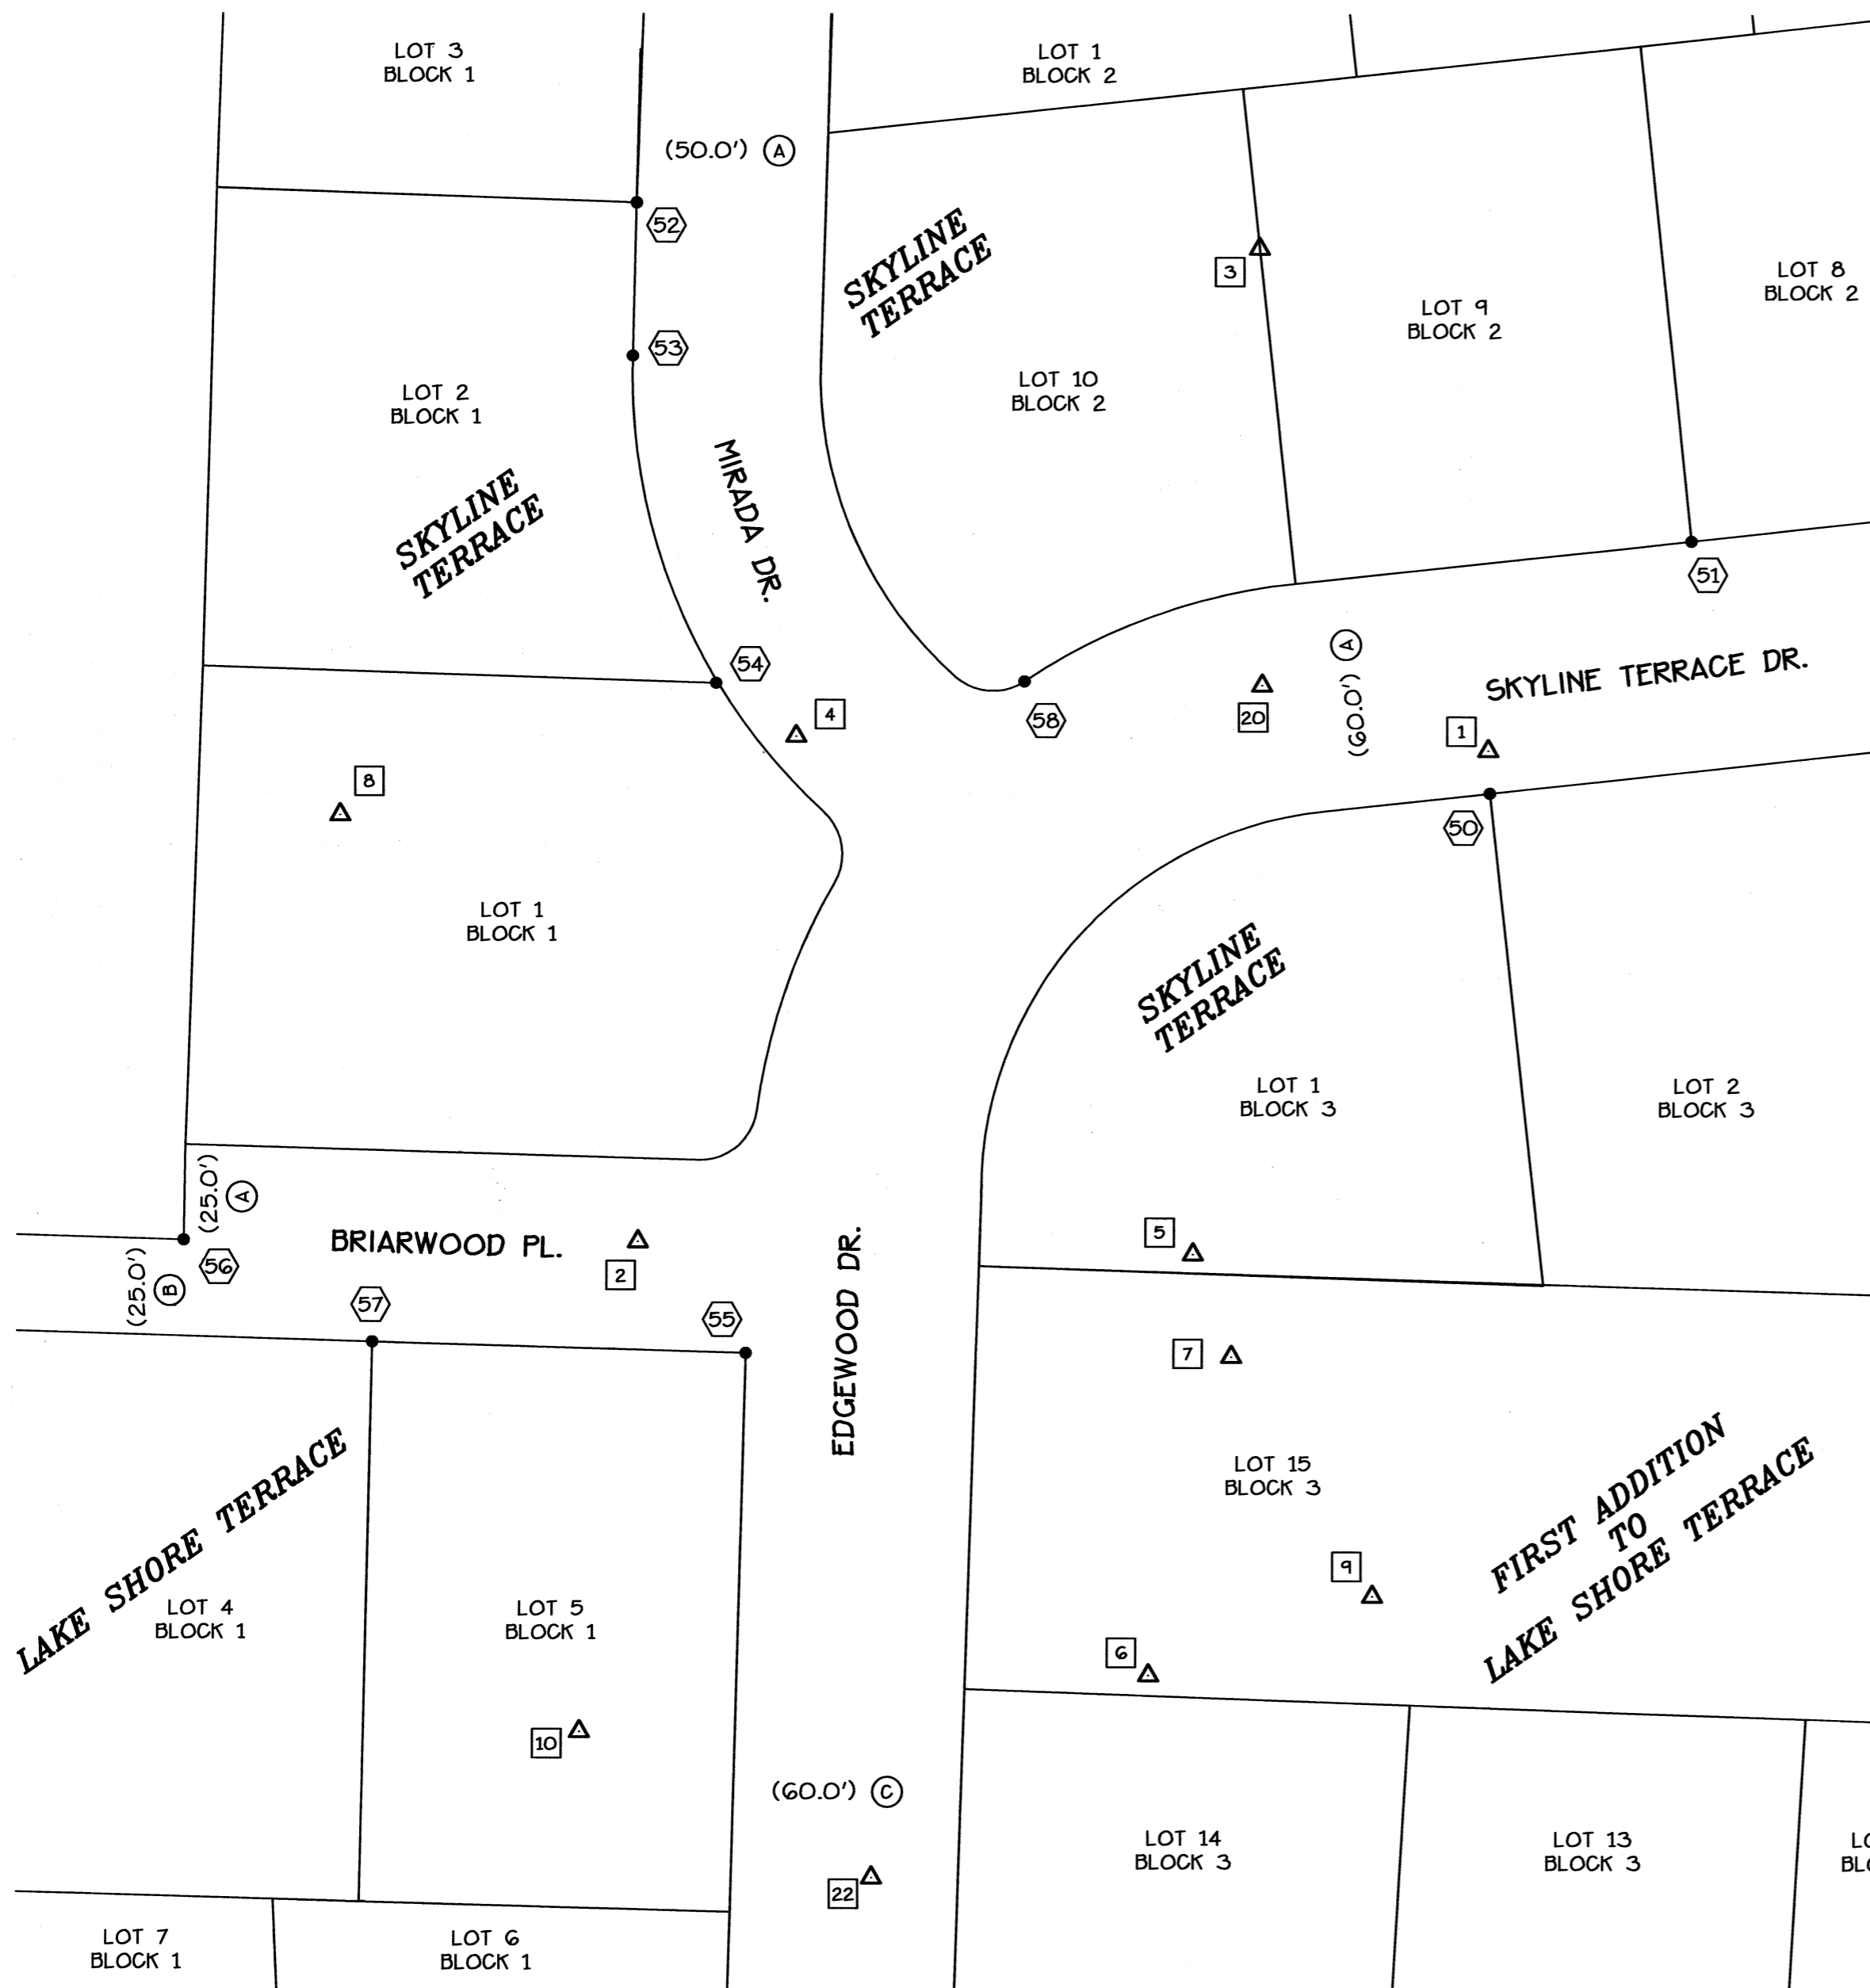 LOT 3
BLOCK 1
LOT 1
BLOCK 2
(50.0') A
52
SKYLINE
TERRACE
3
LOT 8
BLOCK 2
LOT 9
BLOCK 2
53
LOT 2
BLOCK 1
LOT 10
BLOCK 2
MIRADA DR.
SKYLINE
TERRACE
51
54
4
58
20
(60.0') A
1
SKYLINE TERRACE DR.
8
50
LOT 1
BLOCK 1
SKYLINE
TERRACE
LOT 1
BLOCK 3
LOT 2
BLOCK 3
(25.0') A
BRIARWOOD PL.
2
5
56
(25.0') B
57
55
EDGEWOOD DR.
7
LOT 15
BLOCK 3
LAKE SHORE TERRACE
FIRST ADDITION
TO
LAKE SHORE TERRACE
9
LOT 4
BLOCK 1
LOT 5
BLOCK 1
6
10
(60.0') C
LOT 14
BLOCK 3
LOT 13
BLOCK 3
22
LOT 7
BLOCK 1
LOT 6
BLOCK 1